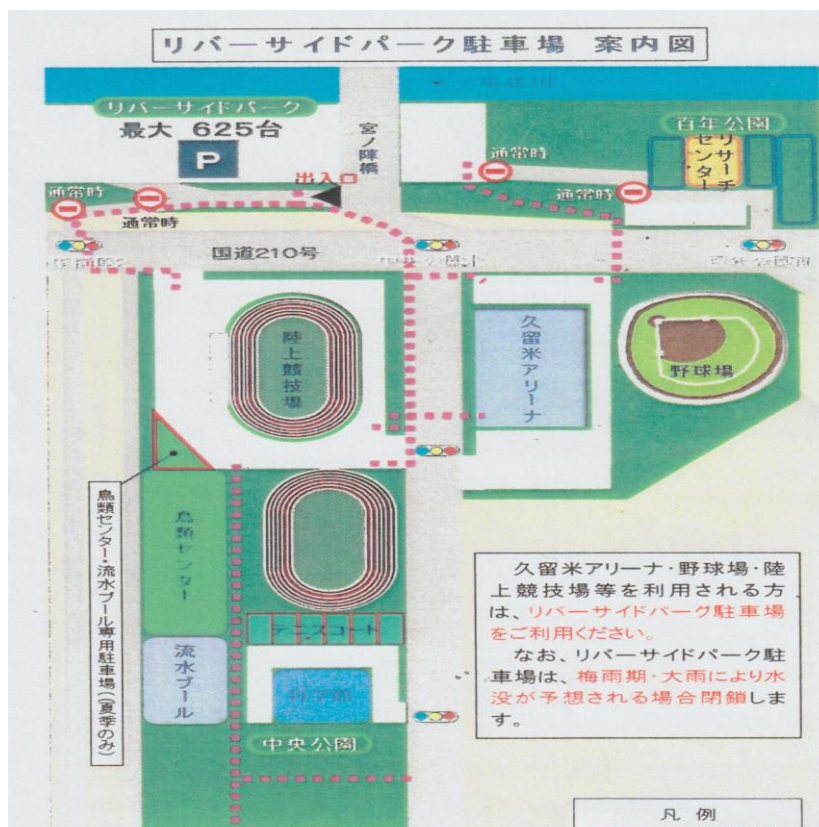 リバーサイドパーク駐車場 案内図
リバーサイドパーク
最大 625台
P
宮ノ陣橋
百年公園
リサーチセンター
通常時
通常時
通常時
通常時
出入口
国道210号
陸上競技場
久留米アリーナ
野球場
鳥類センター・流水プール専用駐車場(夏季のみ)
鳥類センター
テニスコート
流水プール
中央公園
久留米アリーナ・野球場・陸
上競技場等を利用される方
は、リバーサイドパーク駐車場
をご利用ください。
なお、リバーサイドパーク駐
車場は、梅雨期・大雨により水
没が予想される場合閉鎖しま
す。
凡 例